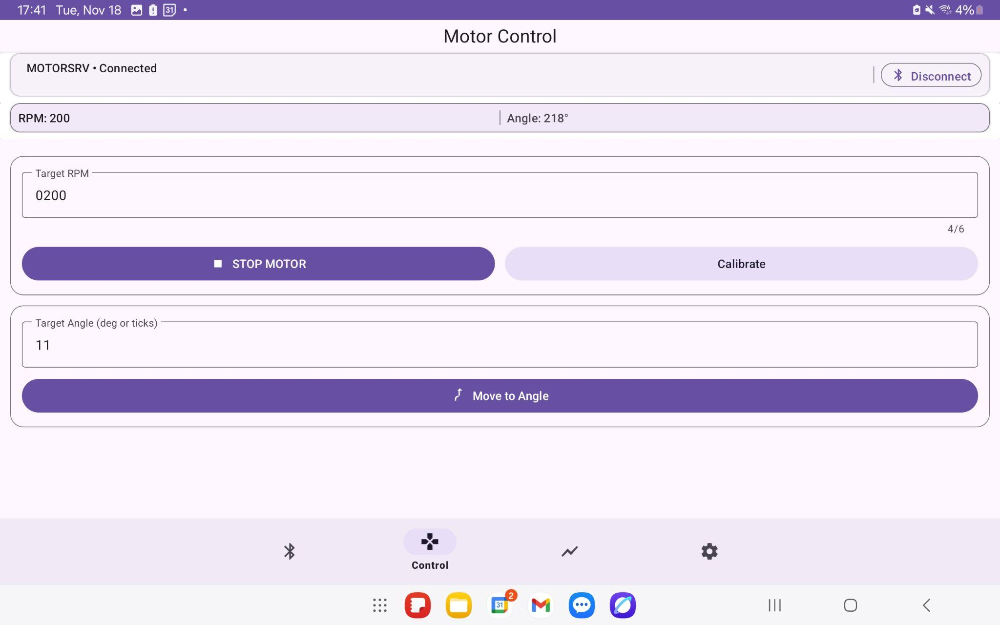 17:41 Tue, Nov 18 31 • 6 4%
Motor Control
MOTORSRV • Connected
Disconnect
RPM: 200
Angle: 218°
Target RPM
0200
4/6
STOP MOTOR
Calibrate
Target Angle (deg or ticks)
11
Move to Angle
Control
31
2